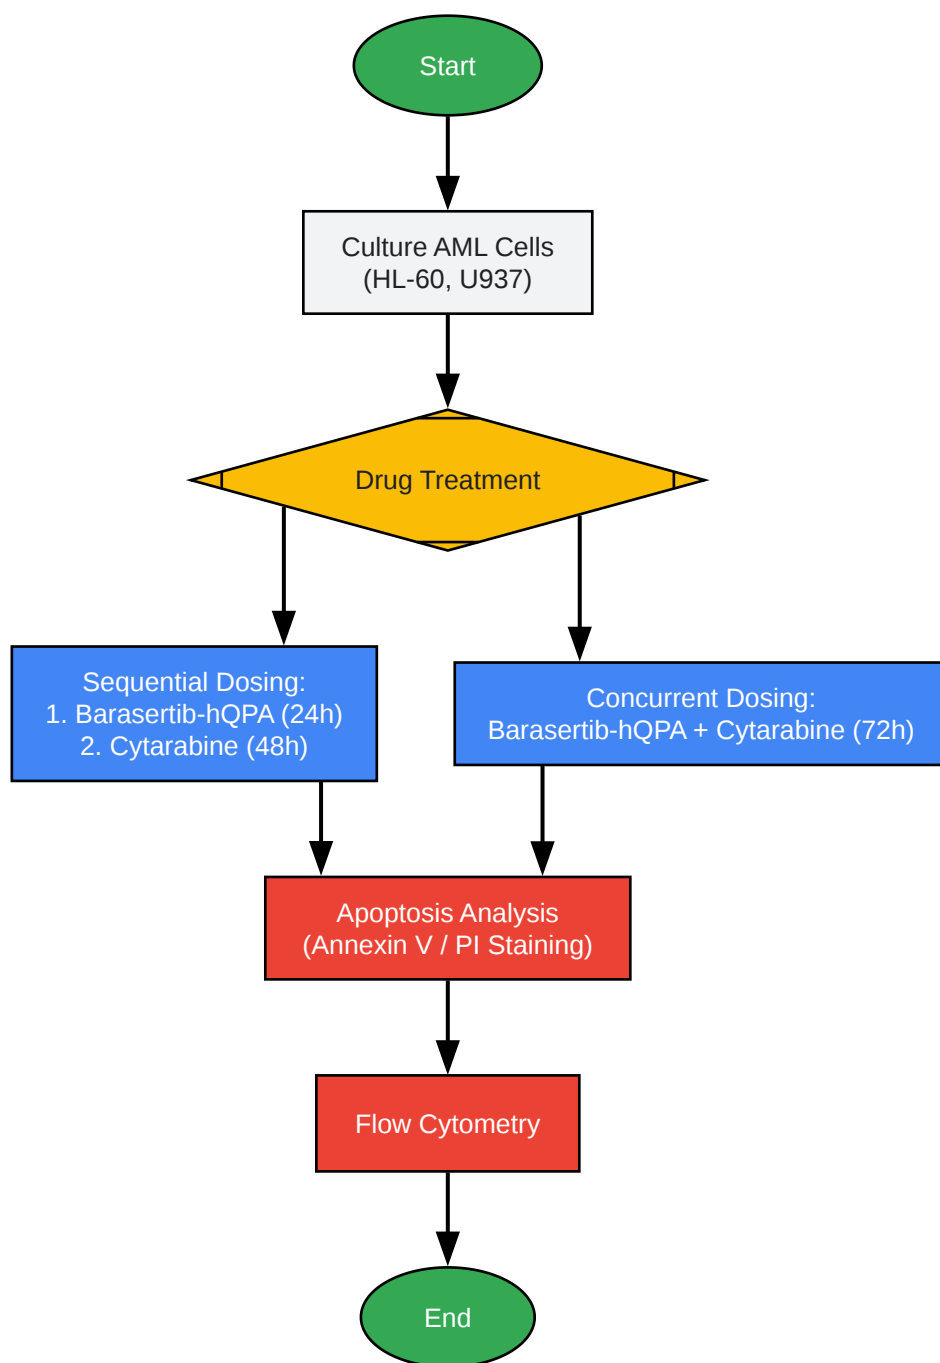 Start
Culture AML Cells
(HL-60, U937)
Drug Treatment
Sequential Dosing:
1. Barasertib-hQPA (24h)
2. Cytarabine (48h)
Concurrent Dosing:
Barasertib-hQPA + Cytarabine (72h)
Apoptosis Analysis
(Annexin V / PI Staining)
Flow Cytometry
End